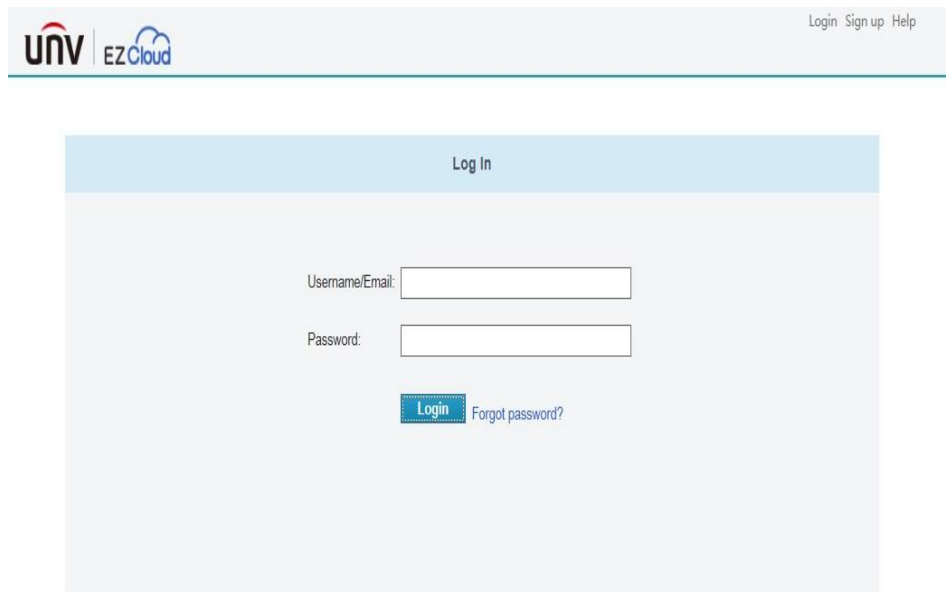 Login Sign up Help
unv EZCloud
Log In
Username/Email:
Password:
Login Forgot password?